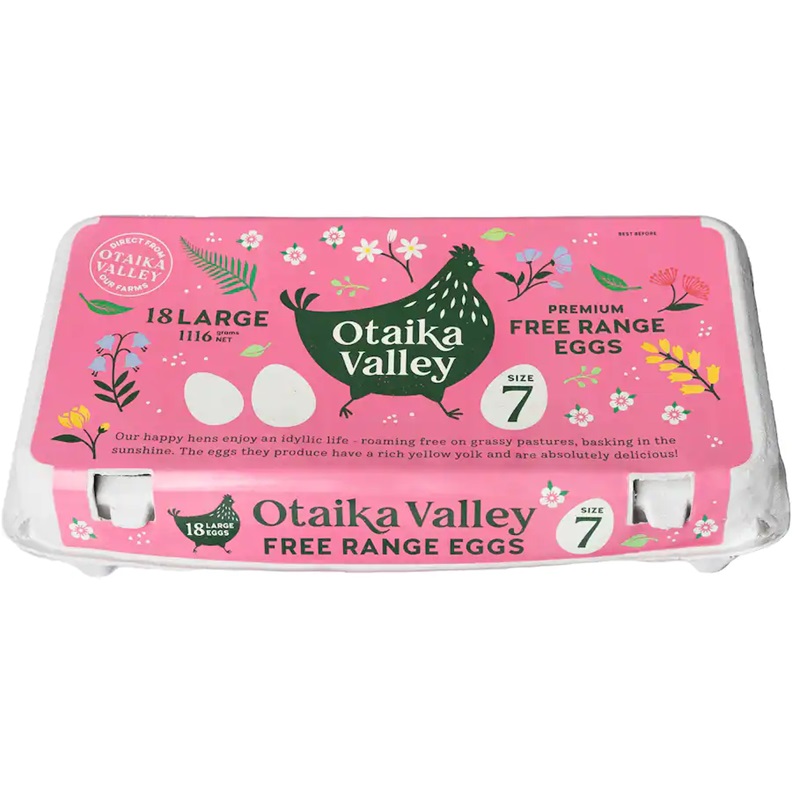 DIRECT FROM
OTAIKA
VALLEY
OUR FARMS
BEST BEFORE
18 LARGE
1116 grams NET
Otaika
Valley
PREMIUM
FREE RANGE
EGGS
SIZE
7
Our happy hens enjoy an idyllic life - roaming free on grassy pastures, basking in the
sunshine. The eggs they produce have a rich yellow yolk and are absolutely delicious!
18 LARGE EGGS
Otaika Valley
FREE RANGE EGGS
SIZE
7